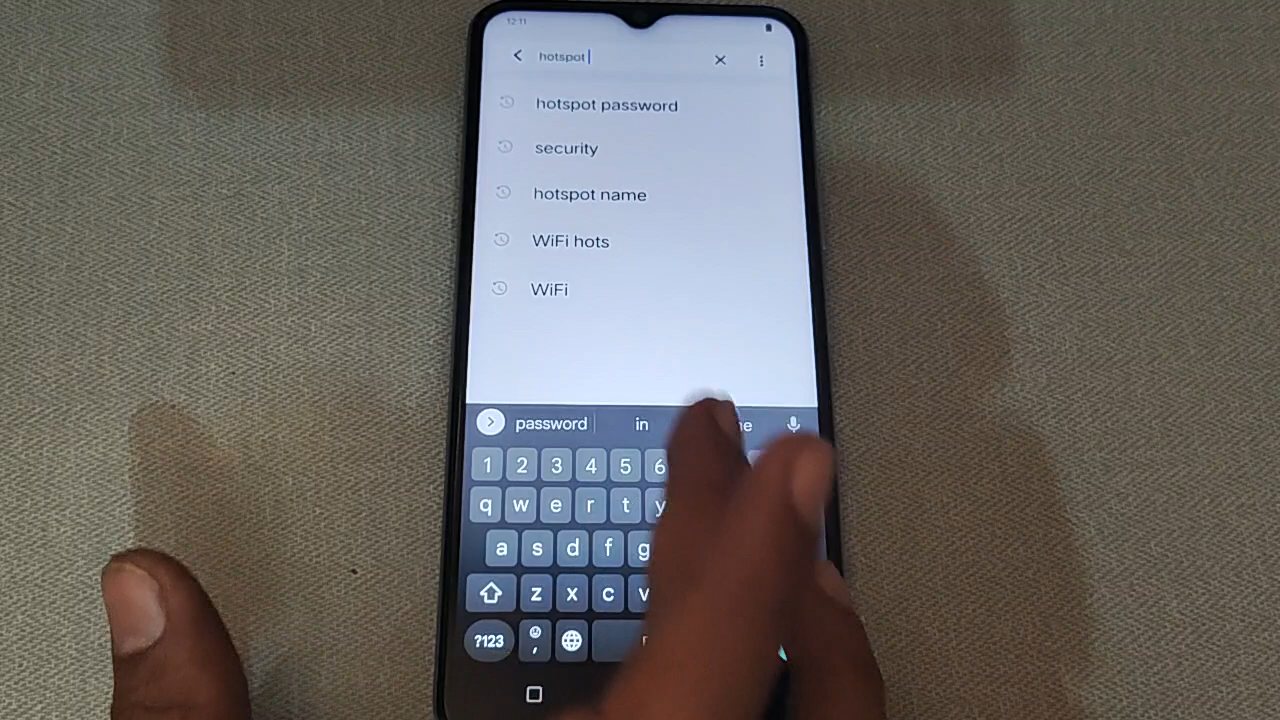 12:11
hotspot
hotspot password
security
hotspot name
WiFi hots
WiFi
password in
1 2 3 4 5 6
q w e r t y
a s d f g
z x c v
?123 ,